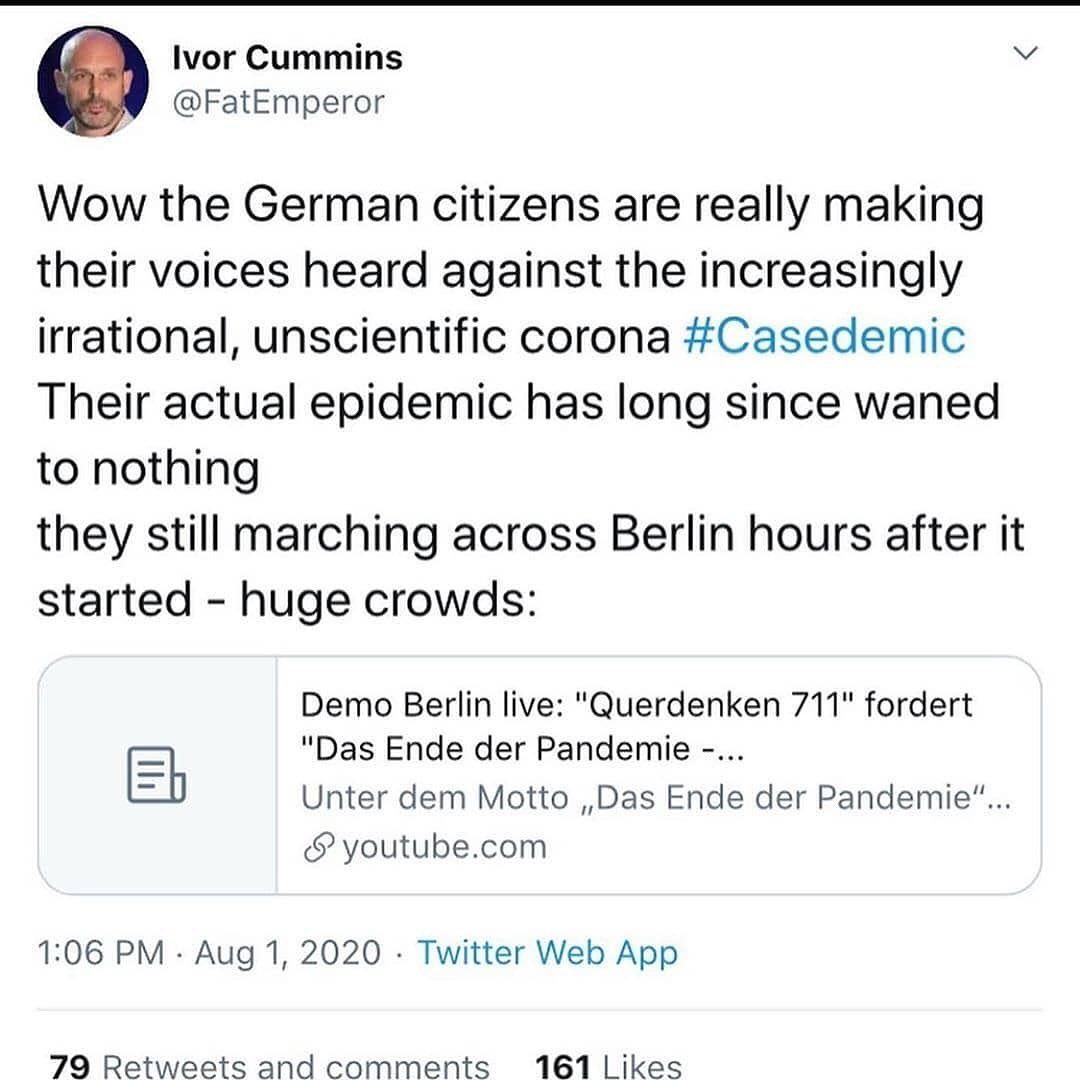 Ivor Cummins
@FatEmperor
Wow the German citizens are really making
their voices heard against the increasingly
irrational, unscientific corona #Casedemic
Their actual epidemic has long since waned
to nothing
they still marching across Berlin hours after it
started - huge crowds:
Demo Berlin live: "Querdenken 711" fordert
"Das Ende der Pandemie -...
Unter dem Motto „Das Ende der Pandemie“...
youtube.com
1:06 PM · Aug 1, 2020 · Twitter Web App
79 Retweets and comments 161 Likes